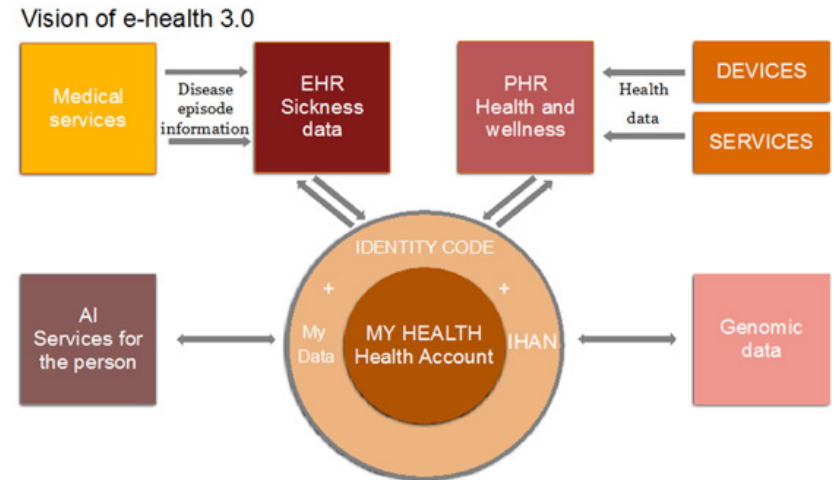 Vision of e-health 3.0
Medical
services
Disease
episode
information
EHR
Sickness
data
PHR
Health and
wellness
Health
data
DEVICES
SERVICES
IDENTITY CODE
+
+
My
Data
MY HEALTH
Health Account
IHAN
AI
Services for
the person
Genomic
data